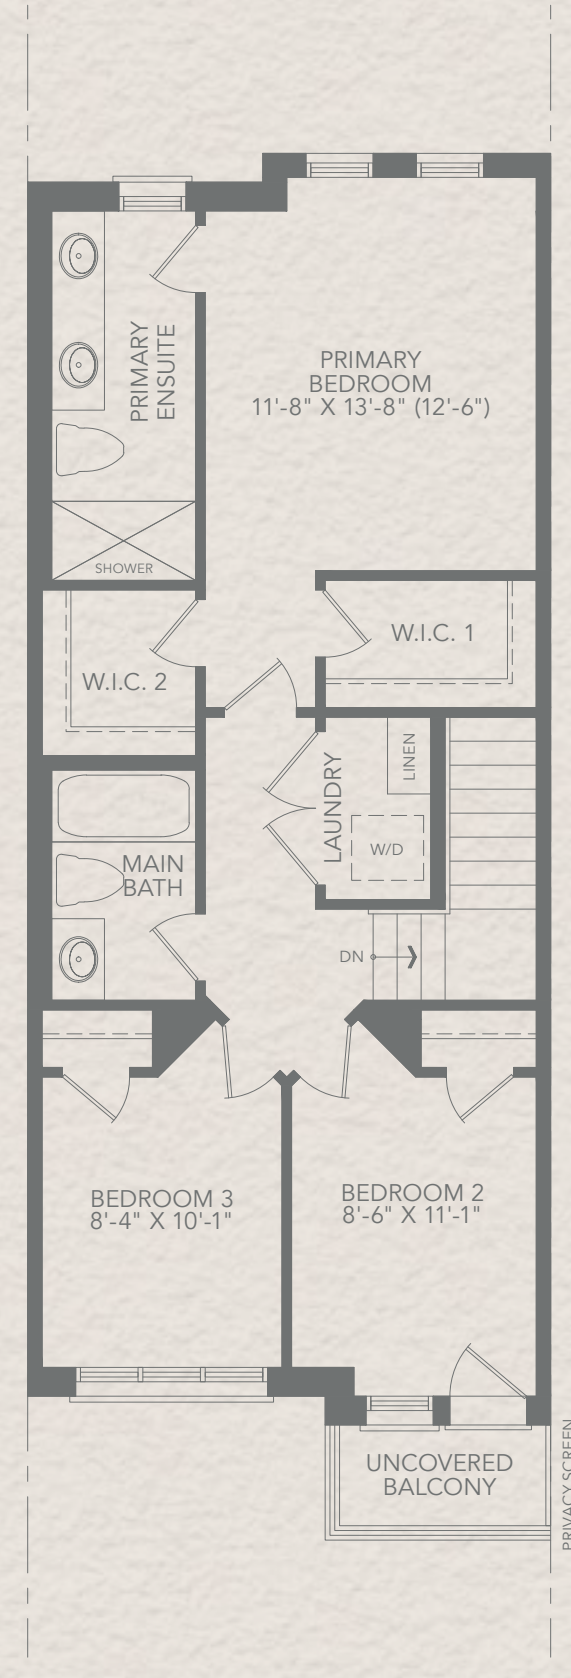 PRIMARY
ENSUITE
PRIMARY
BEDROOM
11'-8" X 13'-8" (12'-6")
SHOWER
W.I.C. 1
W.I.C. 2
LINEN
LAUNDRY
W/D
MAIN
BATH
DN
BEDROOM 3
8'-4" X 10'-1"
BEDROOM 2
8'-6" X 11'-1"
UNCOVERED
BALCONY
PRIVACY SCREEN